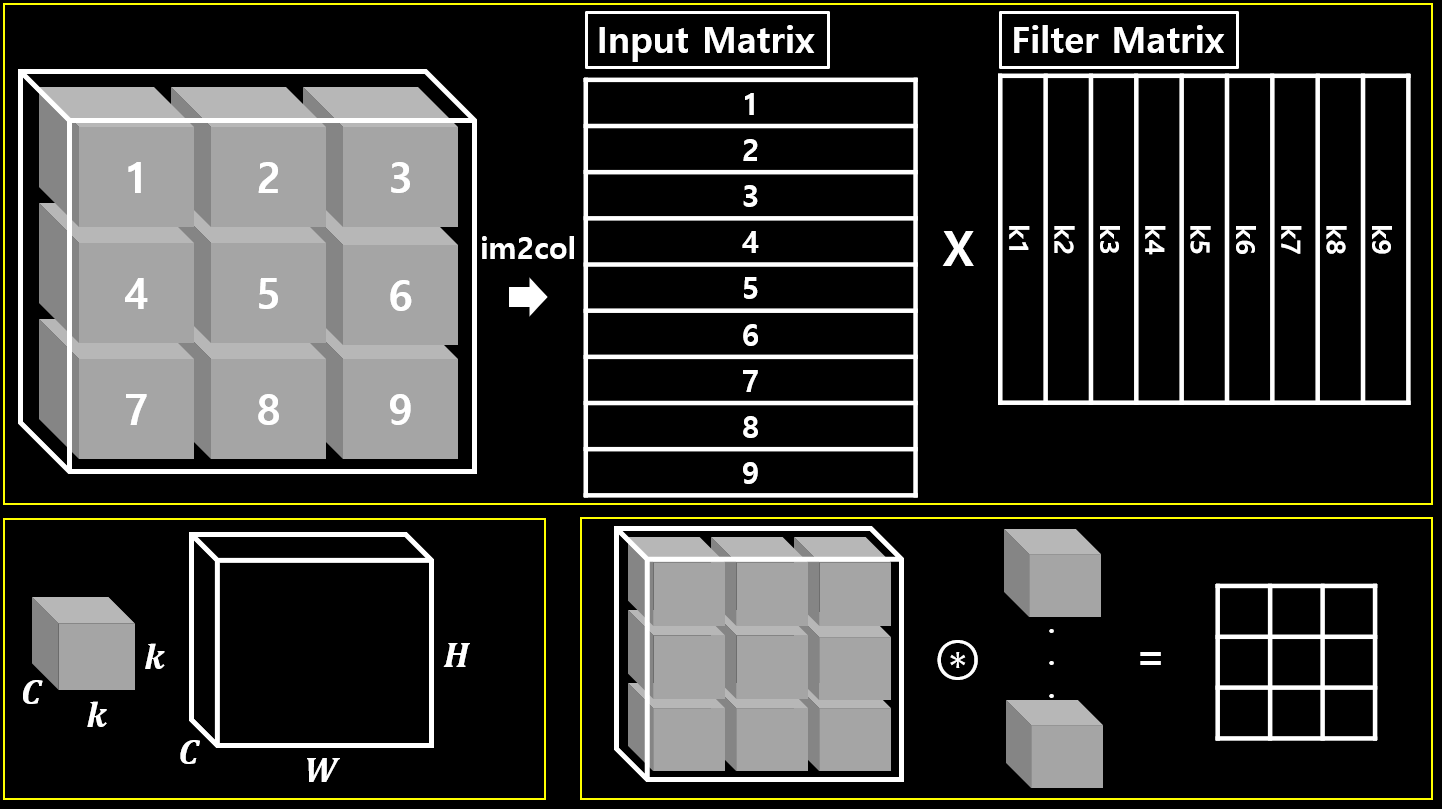 Input Matrix
Filter Matrix
1 2 3
4 5 6
7 8 9
im2col
1
2
3
4
5
6
7
8
9
X
k1 k2 k3 k4 k5 k6 k7 k8 k9
C
k
k
C
W
H
⊛
=